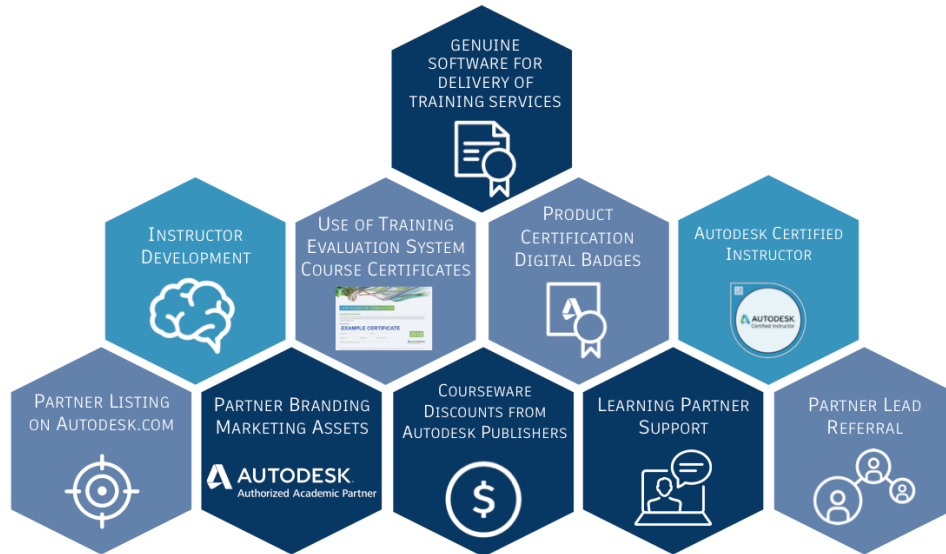 GENUINE
SOFTWARE FOR
DELIVERY OF
TRAINING SERVICES
INSTRUCTOR
DEVELOPMENT
USE OF TRAINING
EVALUATION SYSTEM
COURSE CERTIFICATES
EXAMPLE CERTIFICATE
PRODUCT
CERTIFICATION
DIGITAL BADGES
AUTODESK CERTIFIED
INSTRUCTOR
AUTODESK
Certified Instructor
PARTNER LISTING
ON AUTODESK.COM
PARTNER BRANDING
MARKETING ASSETS
AUTODESK.
Authorized Academic Partner
COURSEWARE
DISCOUNTS FROM
AUTODESK PUBLISHERS
$
LEARNING PARTNER
SUPPORT
PARTNER LEAD
REFERRAL